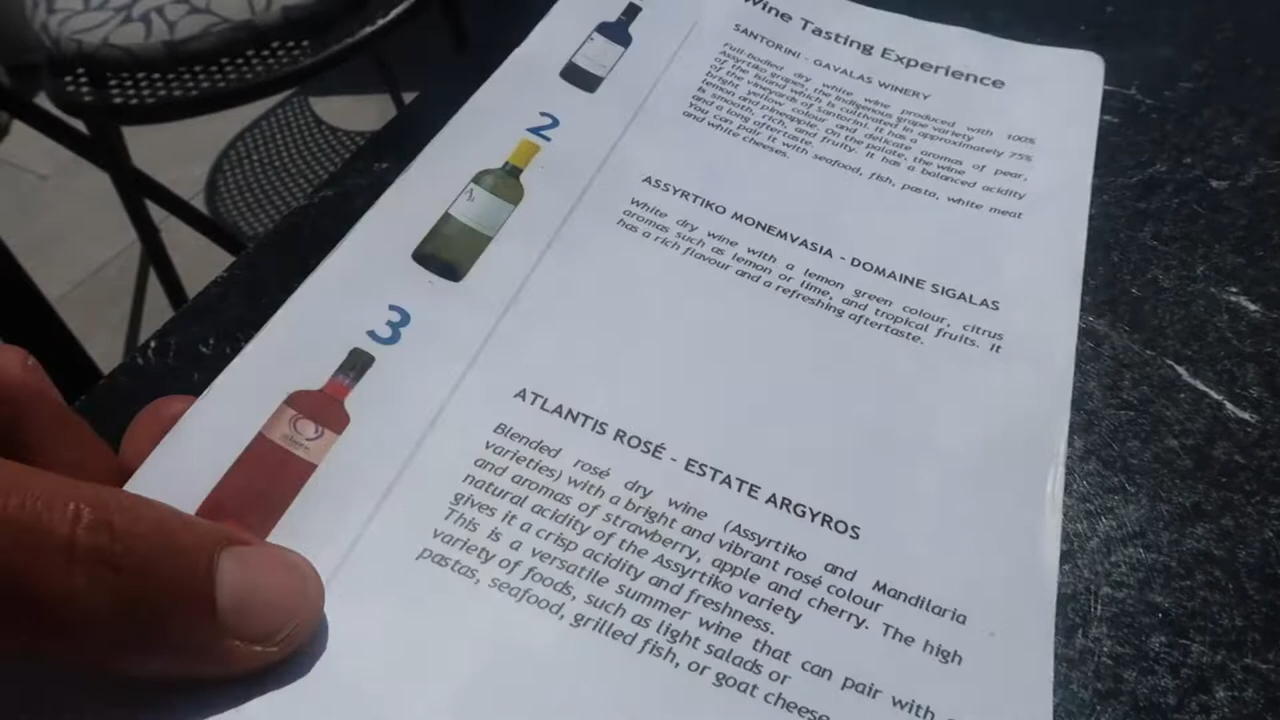 Wine Tasting Experience
SANTORINI - GAVALAS WINERY
Full-bodied dry white wine produced with 100%
Assyrtiko grapes, the indigenous grape variety
of the island which is cultivated in approximately 75%
of the vineyards of Santorini. It has a
bright yellow colour and delicate aromas of pear,
lemon and pineapple. On the palate, the wine
is smooth, rich, and fruity. It has a balanced acidity
and a long aftertaste.
You can pair it with seafood, fish, pasta, white meat
and white cheeses.
2
ASSYRTIKO MONEMVASIA - DOMAINE SIGALAS
White dry wine with a lemon green colour, citrus
aromas such as lemon or lime, and tropical fruits. It
has a rich flavour and a refreshing aftertaste.
3
ATLANTIS ROSÉ - ESTATE ARGYROS
Blended rosé dry wine (Assyrtiko and Mandilaria
varieties) with a bright and vibrant rosé colour
and aromas of strawberry, apple and cherry. The high
natural acidity of the Assyrtiko variety
gives it a crisp acidity and freshness.
This is a versatile summer wine that can pair with
variety of foods, such as light salads or
pastas, seafood, grilled fish, or goat cheese